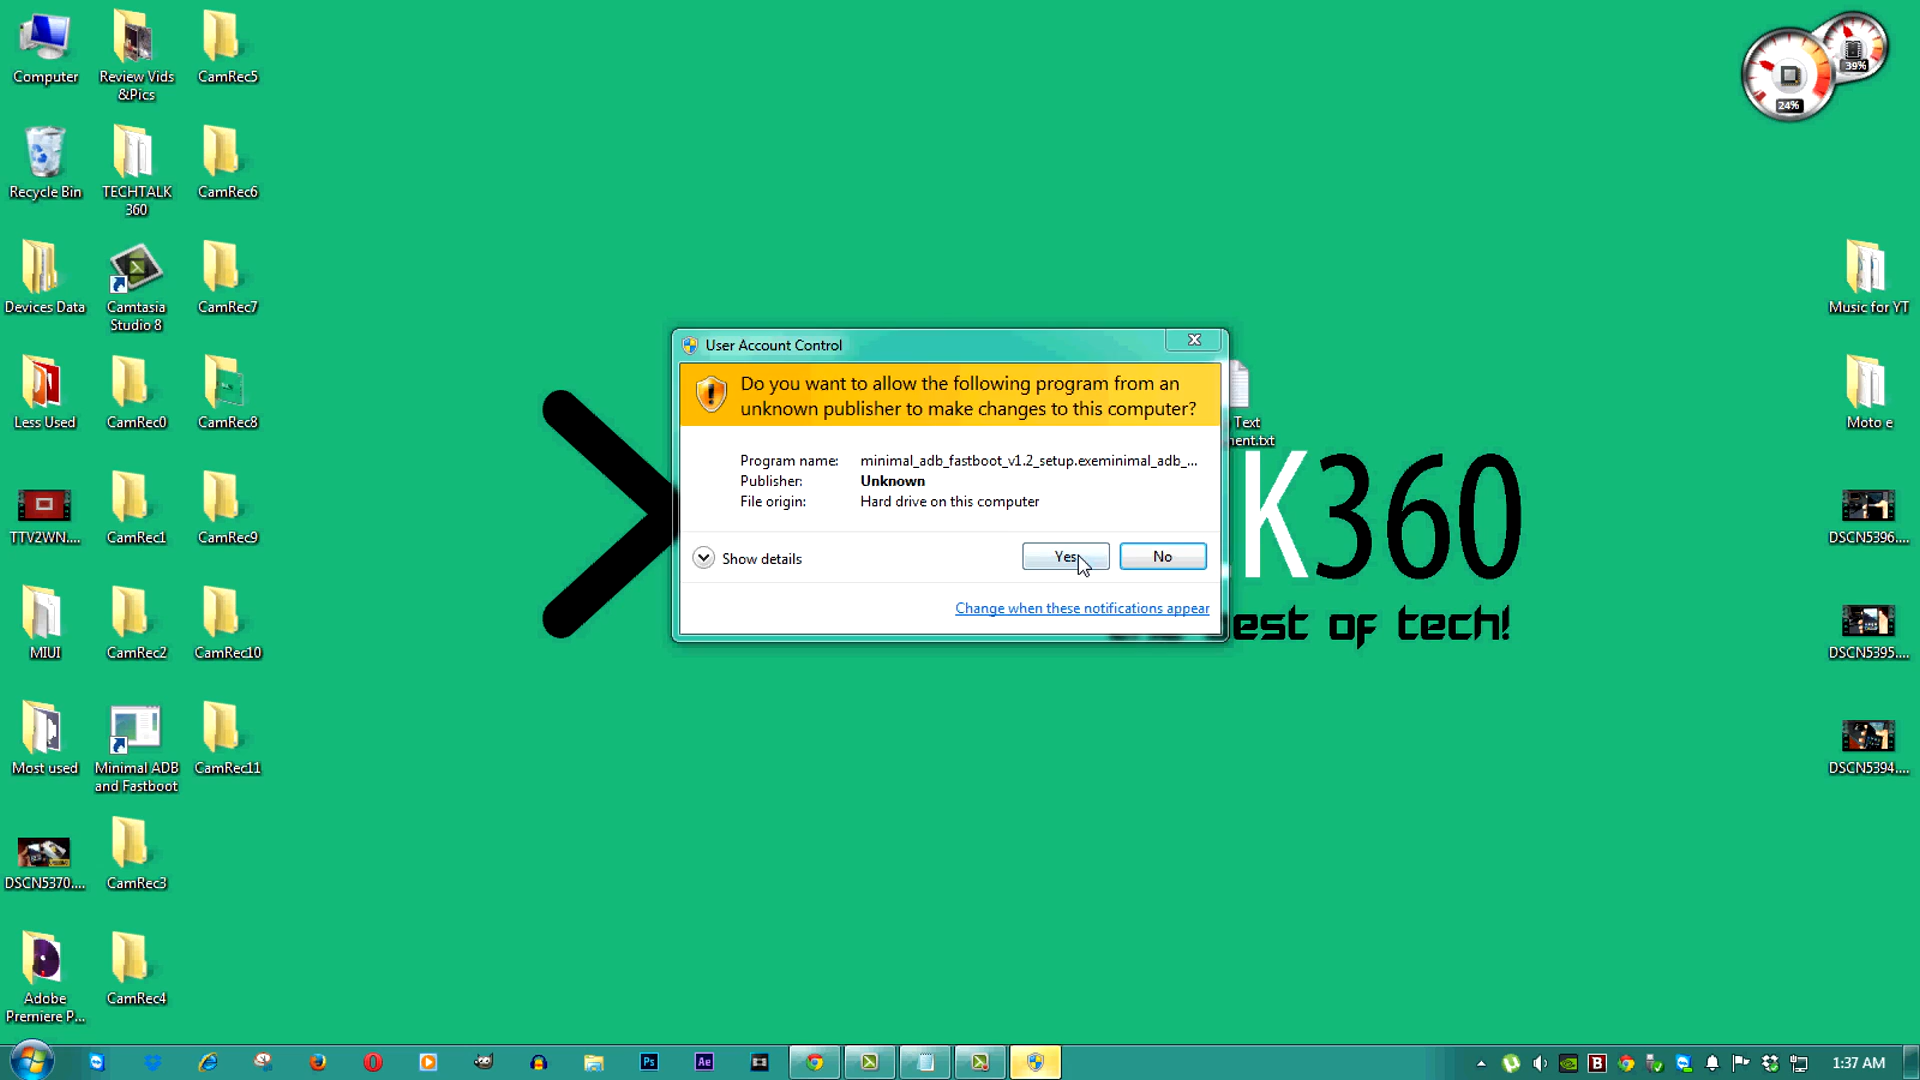 Computer
Review Vids
&Pics
CamRec5
39%
24%
Recycle Bin
TECHTALK
360
CamRec6
Devices Data
Camtasia
Studio 8
CamRec7
Music for YT
Less Used
CamRec0
CamRec8
Moto e
TTV2WN....
CamRec1
CamRec9
DSCN5396....
MIUI
CamRec2
CamRec10
DSCN5395....
Most used
Minimal ADB
and Fastboot
CamRec11
DSCN5394....
DSCN5370....
CamRec3
Adobe
Premiere P...
CamRec4
User Account Control
Do you want to allow the following program from an
unknown publisher to make changes to this computer?
Program name: minimal_adb_fastboot_v1.2_setup.exeminimal_adb_...
Publisher: Unknown
File origin: Hard drive on this computer
Show details
Yes
No
Change when these notifications appear
Text
ment.txt
K360
est of tech!
Ps
Ae
B
1:37 AM